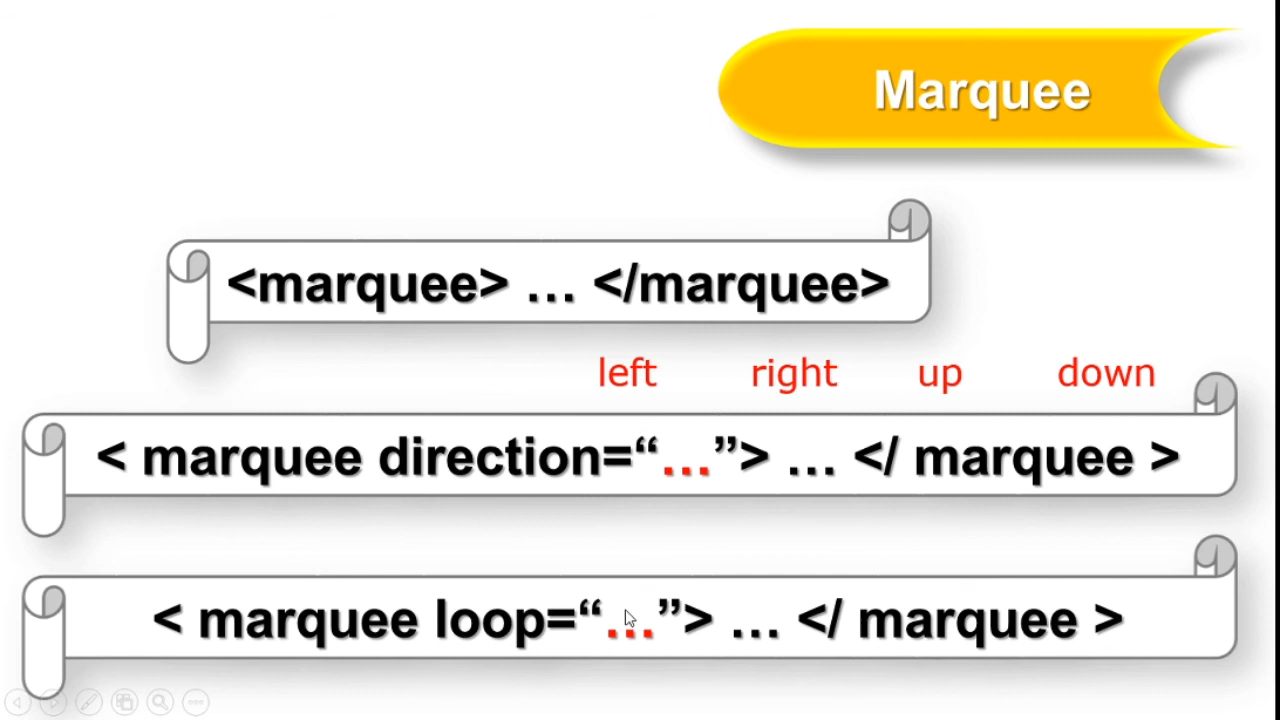 Marquee
<marquee> … </marquee>
left right up down
< marquee direction=“…”> … </ marquee >
< marquee loop=“…”> … </ marquee >